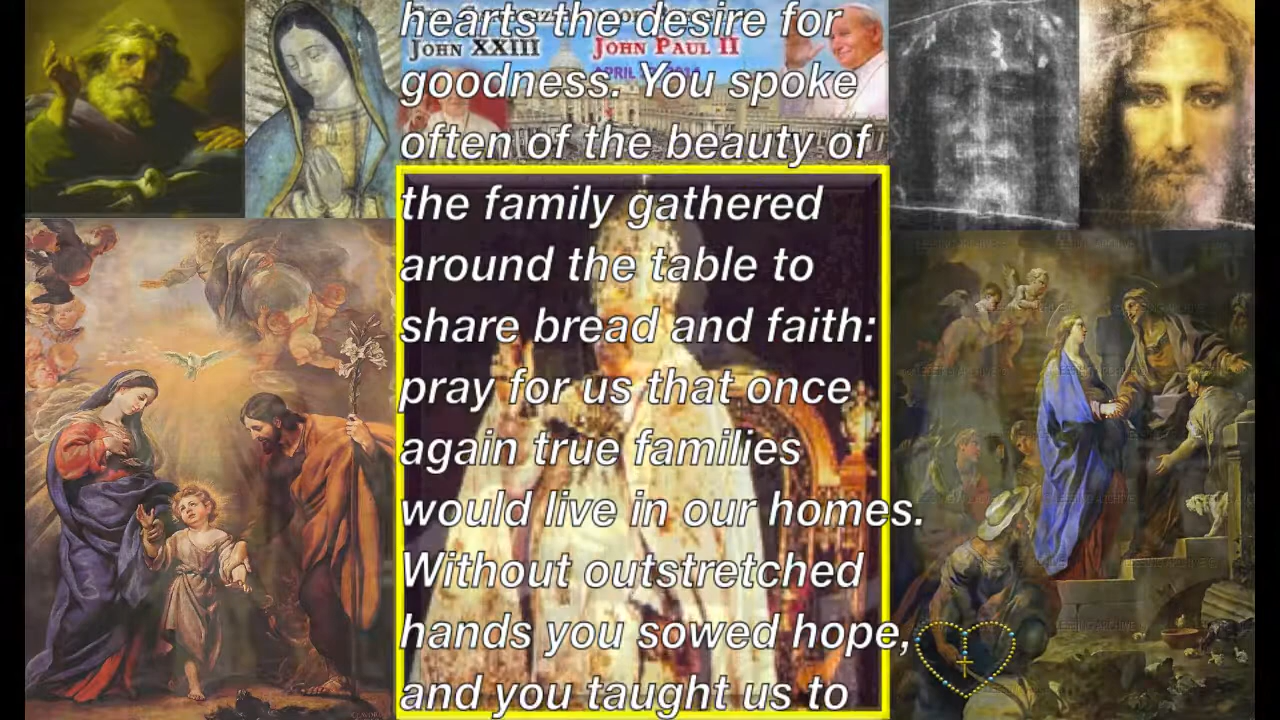 hearts the desire for
JOHN XXIII JOHN PAUL II
goodness. You spoke
often of the beauty of
the family gathered
around the table to
share bread and faith:
pray for us that once
again true families
would live in our homes.
Without outstretched
hands you sowed hope,
and you taught us to